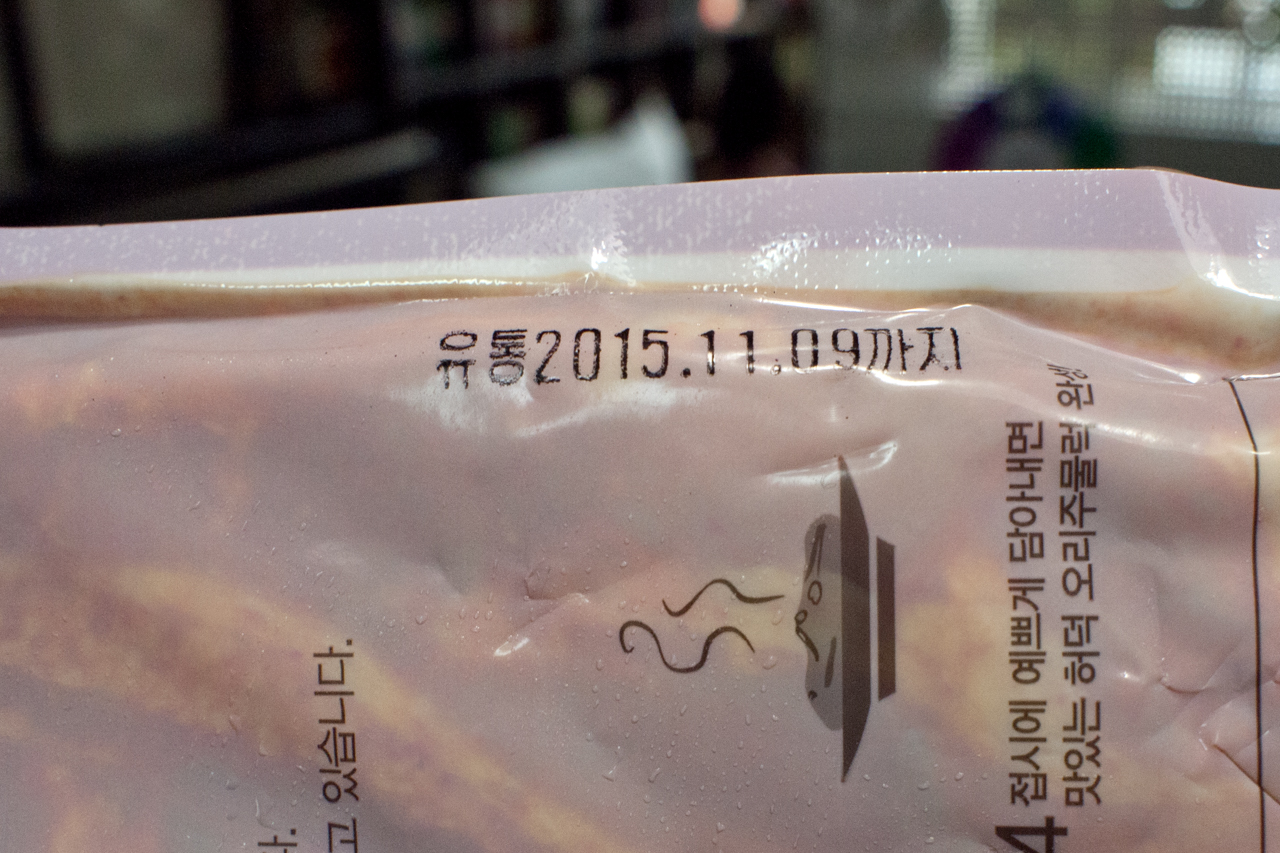 유통2015.11.09까지
4 접시에 예쁘게 담아내면
맛있는 허덕 오리주물럭 완성
고 있습니다.